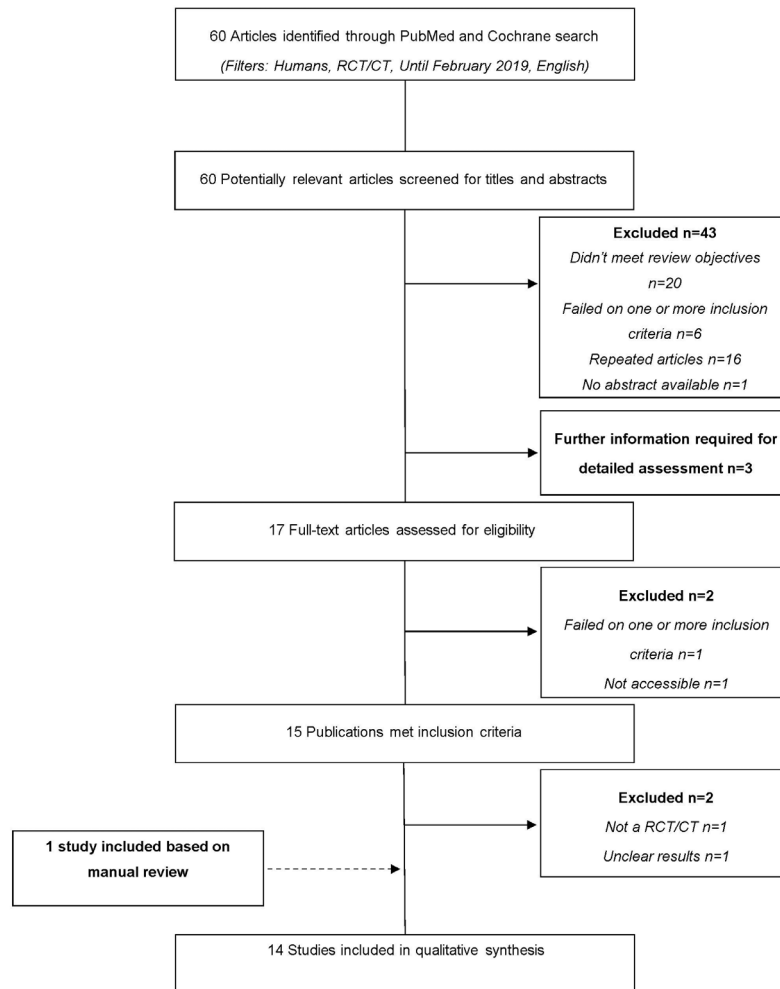 60 Articles identified through PubMed and Cochrane search
(Filters: Humans, RCT/CT, Until February 2019, English)
60 Potentially relevant articles screened for titles and abstracts
Excluded n=43
Didn't meet review objectives
n=20
Failed on one or more inclusion
criteria n=6
Repeated articles n=16
No abstract available n=1
Further information required for
detailed assessment n=3
17 Full-text articles assessed for eligibility
Excluded n=2
Failed on one or more inclusion
criteria n=1
Not accessible n=1
15 Publications met inclusion criteria
Excluded n=2
Not a RCT/CT n=1
Unclear results n=1
1 study included based on
manual review
14 Studies included in qualitative synthesis